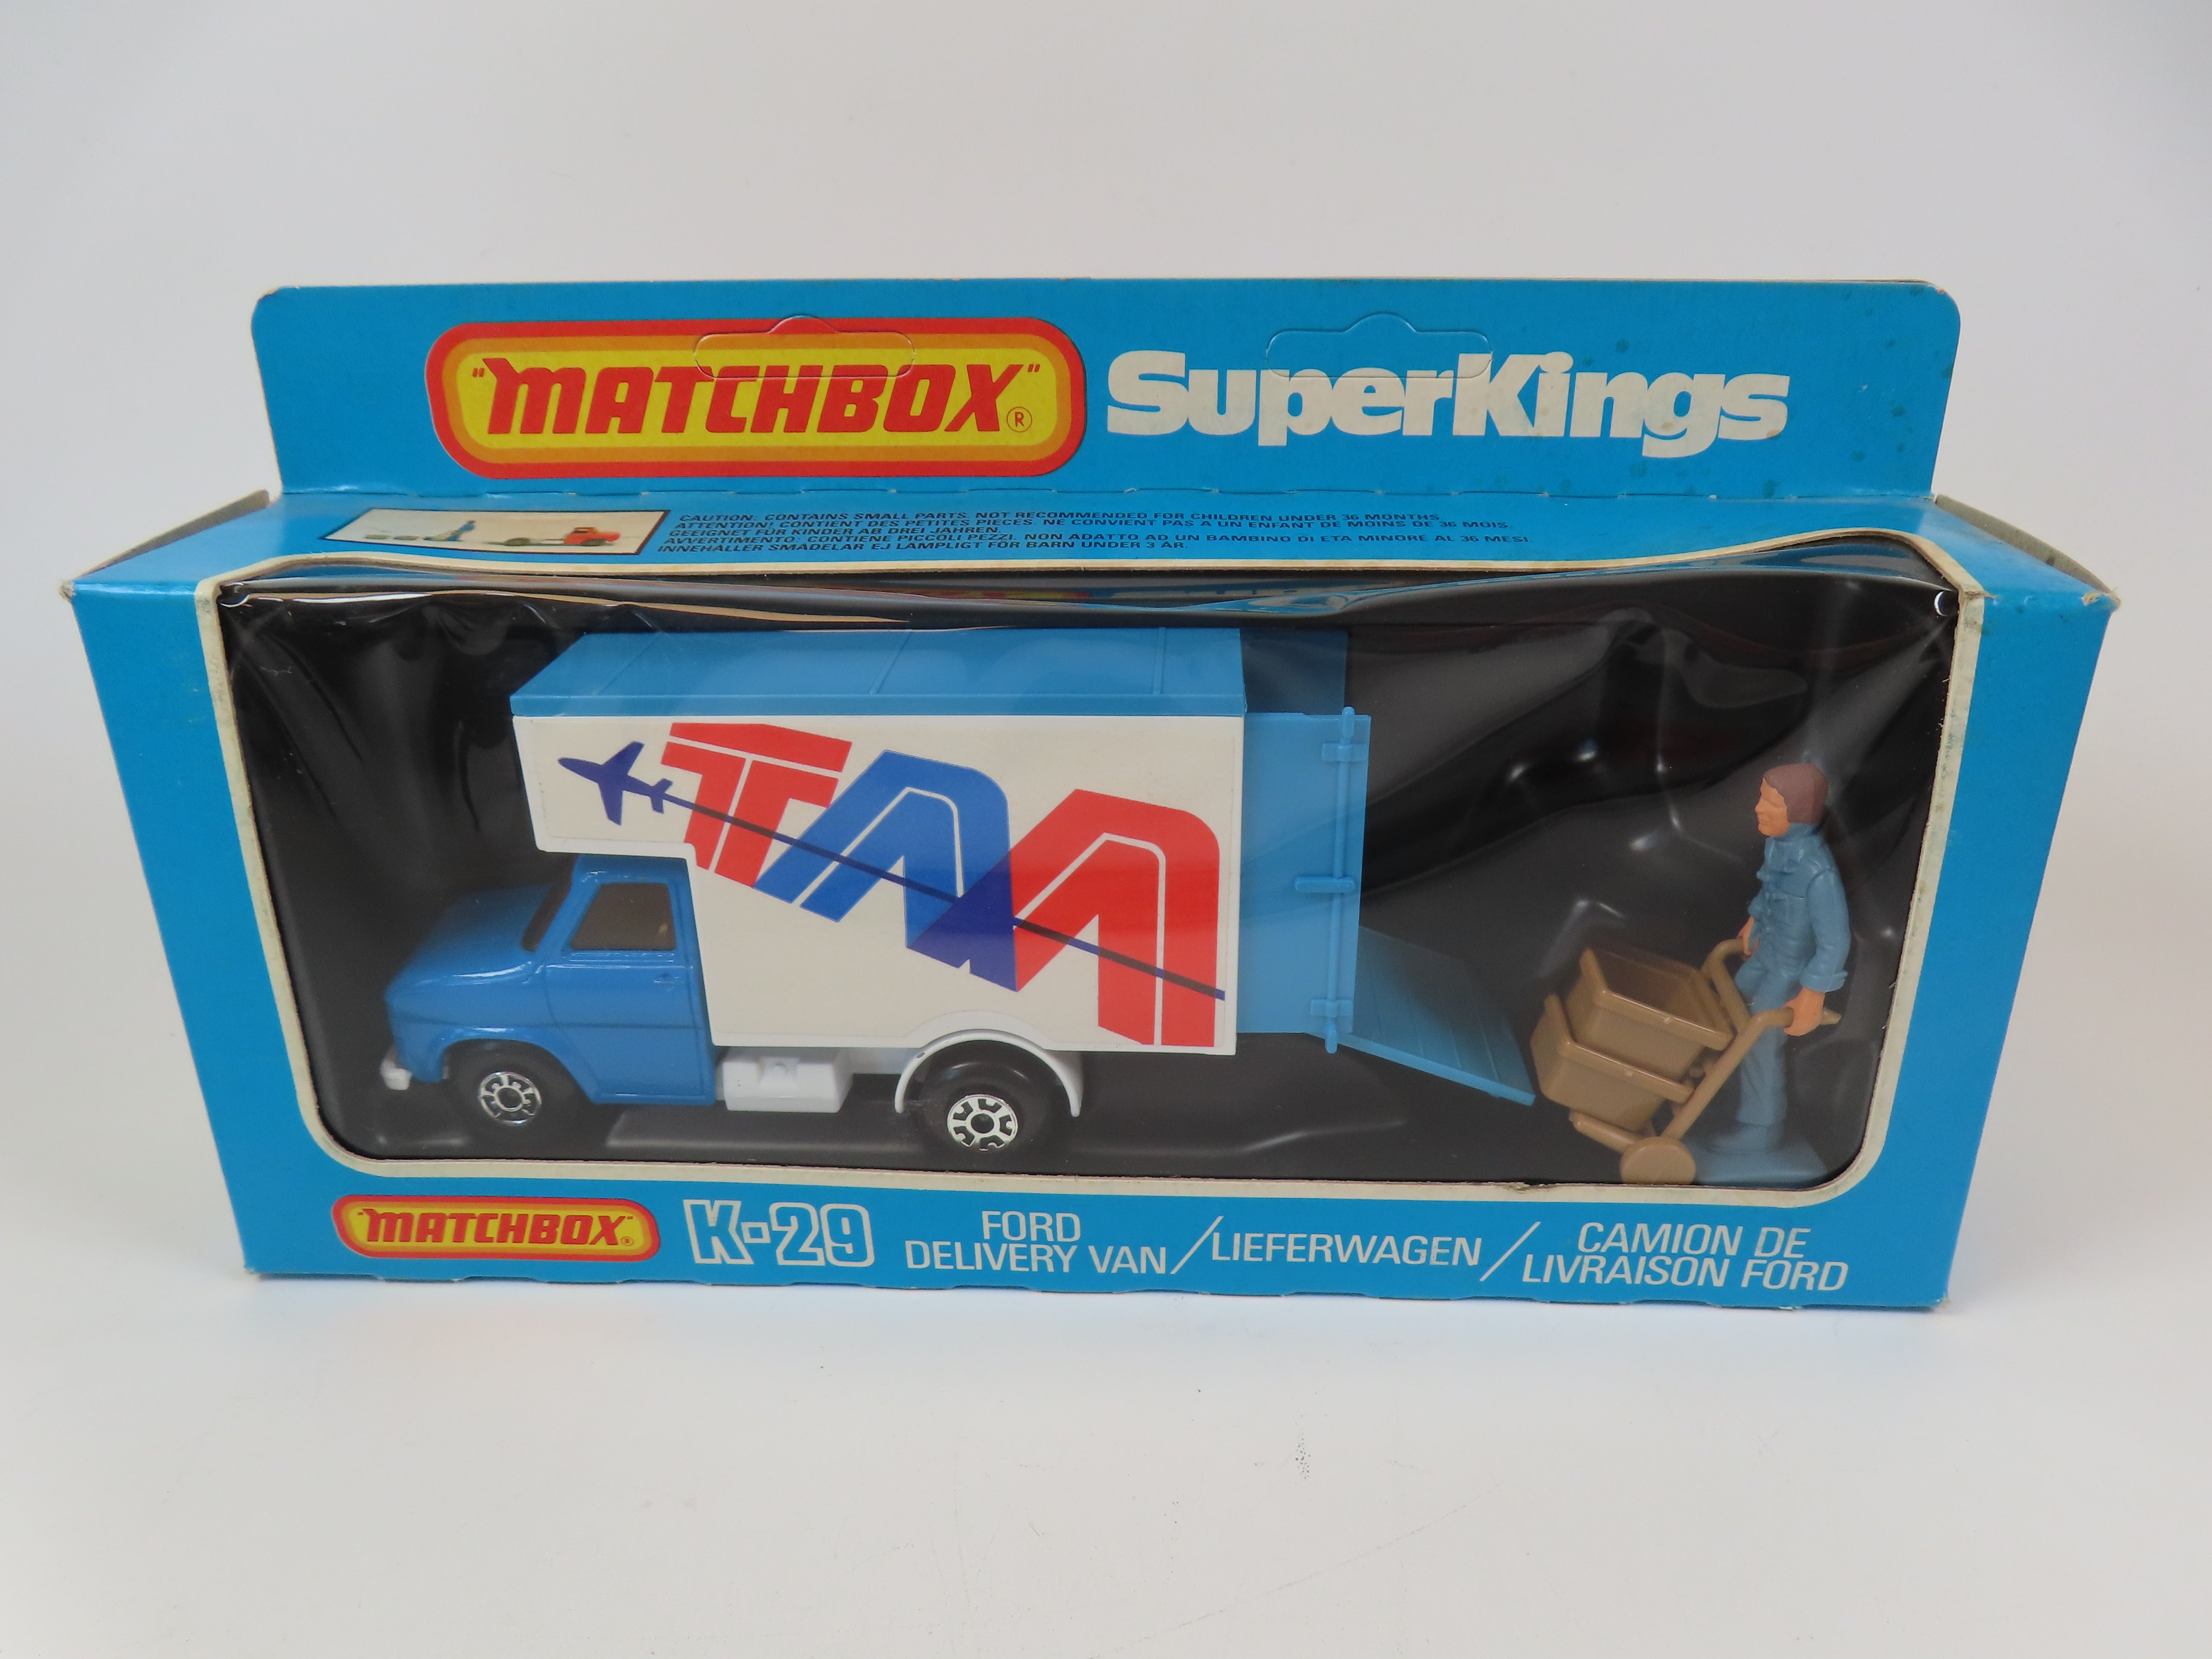 "MATCHBOX" ®
SuperKings
CAUTION. CONTAINS SMALL PARTS. NOT RECOMMENDED FOR CHILDREN UNDER 36 MONTHS
ATTENTION! CONTIENT DES PETITES PIECES. NE CONVIENT PAS A UN ENFANT DE MOINS DE 36 MOIS.
GEEIGNET FÜR KINDER AB DREI JAHREN.
AVVERTIMENTO: CONTIENE PICCOLI PEZZI. NON ADATTO AD UN BAMBINO DI ETA MINORE AL 36 MESI.
INNEHÅLLER SMÅDELAR EJ LÄMPLIGT FÖR BARN UNDER 3 ÅR.
TAA
"MATCHBOX" ®
K-29
FORD
DELIVERY VAN / LIEFERWAGEN /
CAMION DE
LIVRAISON FORD